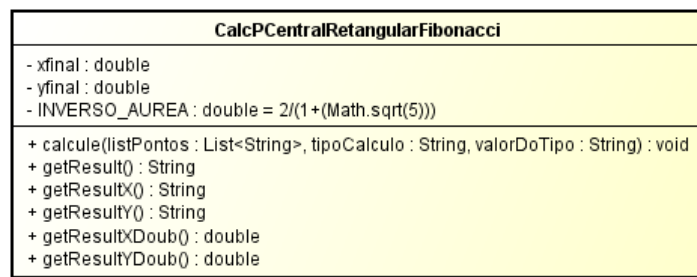 CalcPCentralRetangularFibonacci
- xfinal : double
- yfinal : double
- INVERSO_AUREA : double = 2/(1+(Math.sqrt(5)))
+ calcule(listPontos : List<String>, tipoCalculo : String, valorDoTipo : String) : void
+ getResult() : String
+ getResultX() : String
+ getResultY() : String
+ getResultXDoub() : double
+ getResultYDoub() : double